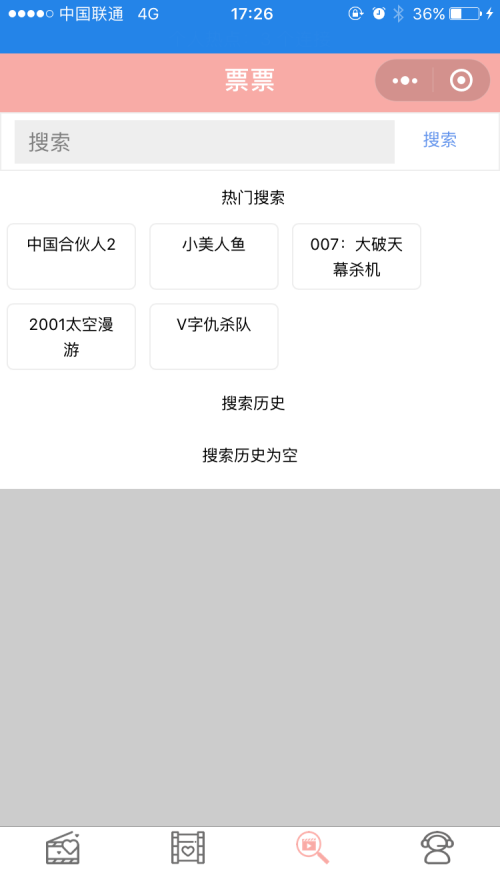 中国联通 4G 17:26 36%
票票
搜索 搜索
热门搜索
中国合伙人2 小美人鱼 007：大破天
幕杀机
2001太空漫 V字仇杀队
游
搜索历史
搜索历史为空